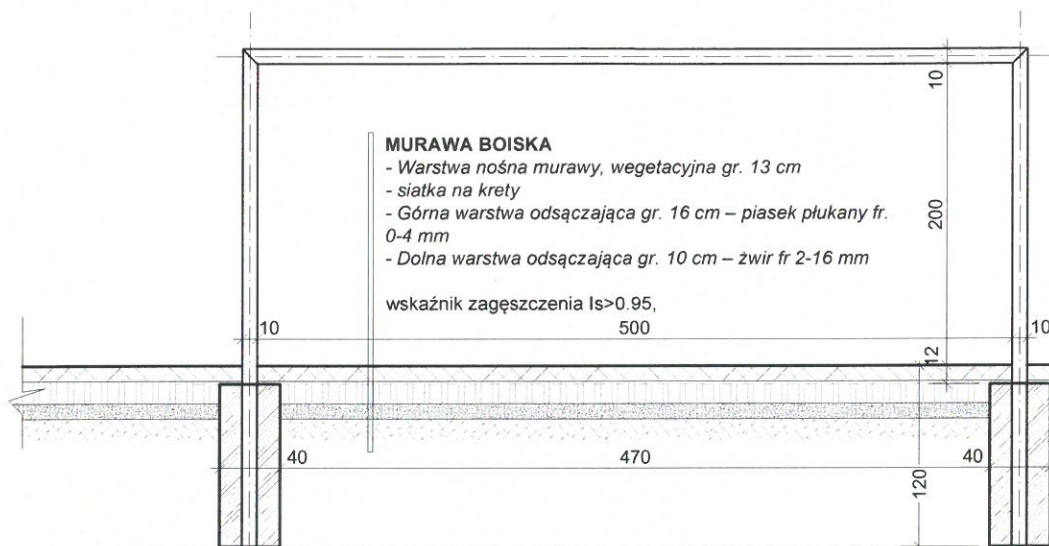 10
MURAWA BOISKA
- Warstwa nośna murawy, wegetacyjna gr. 13 cm
- siatka na krety
- Górna warstwa odsączająca gr. 16 cm – piasek płukany fr.
0-4 mm
- Dolna warstwa odsączająca gr. 10 cm – żwir fr 2-16 mm
200
wskaźnik zagęszczenia Is>0.95,
10
500
10
12
40
470
40
120